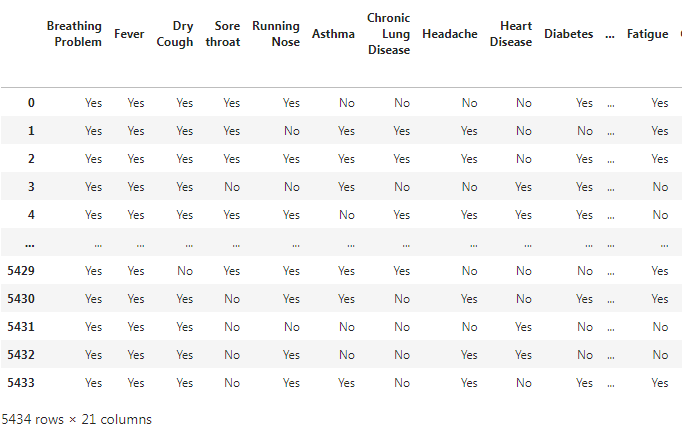 Breathing Problem Fever Dry Cough Sore throat Running Nose Asthma Chronic Lung Disease Headache Heart Disease Diabetes ... Fatigue
0 Yes Yes Yes Yes Yes No No No No Yes ... Yes
1 Yes Yes Yes Yes No Yes Yes Yes No No ... Yes
2 Yes Yes Yes Yes Yes Yes Yes Yes No Yes ... Yes
3 Yes Yes Yes No No Yes No No Yes Yes ... No
4 Yes Yes Yes Yes Yes No Yes Yes Yes Yes ... No
... ... ... ... ... ... ... ... ... ... ... ... ...
5429 Yes Yes No Yes Yes Yes Yes No No No ... Yes
5430 Yes Yes Yes No Yes Yes No Yes No Yes ... Yes
5431 Yes Yes Yes No No No No No Yes No ... No
5432 Yes Yes Yes No Yes No No Yes Yes No ... No
5433 Yes Yes Yes No Yes Yes No Yes No Yes ... Yes
5434 rows × 21 columns